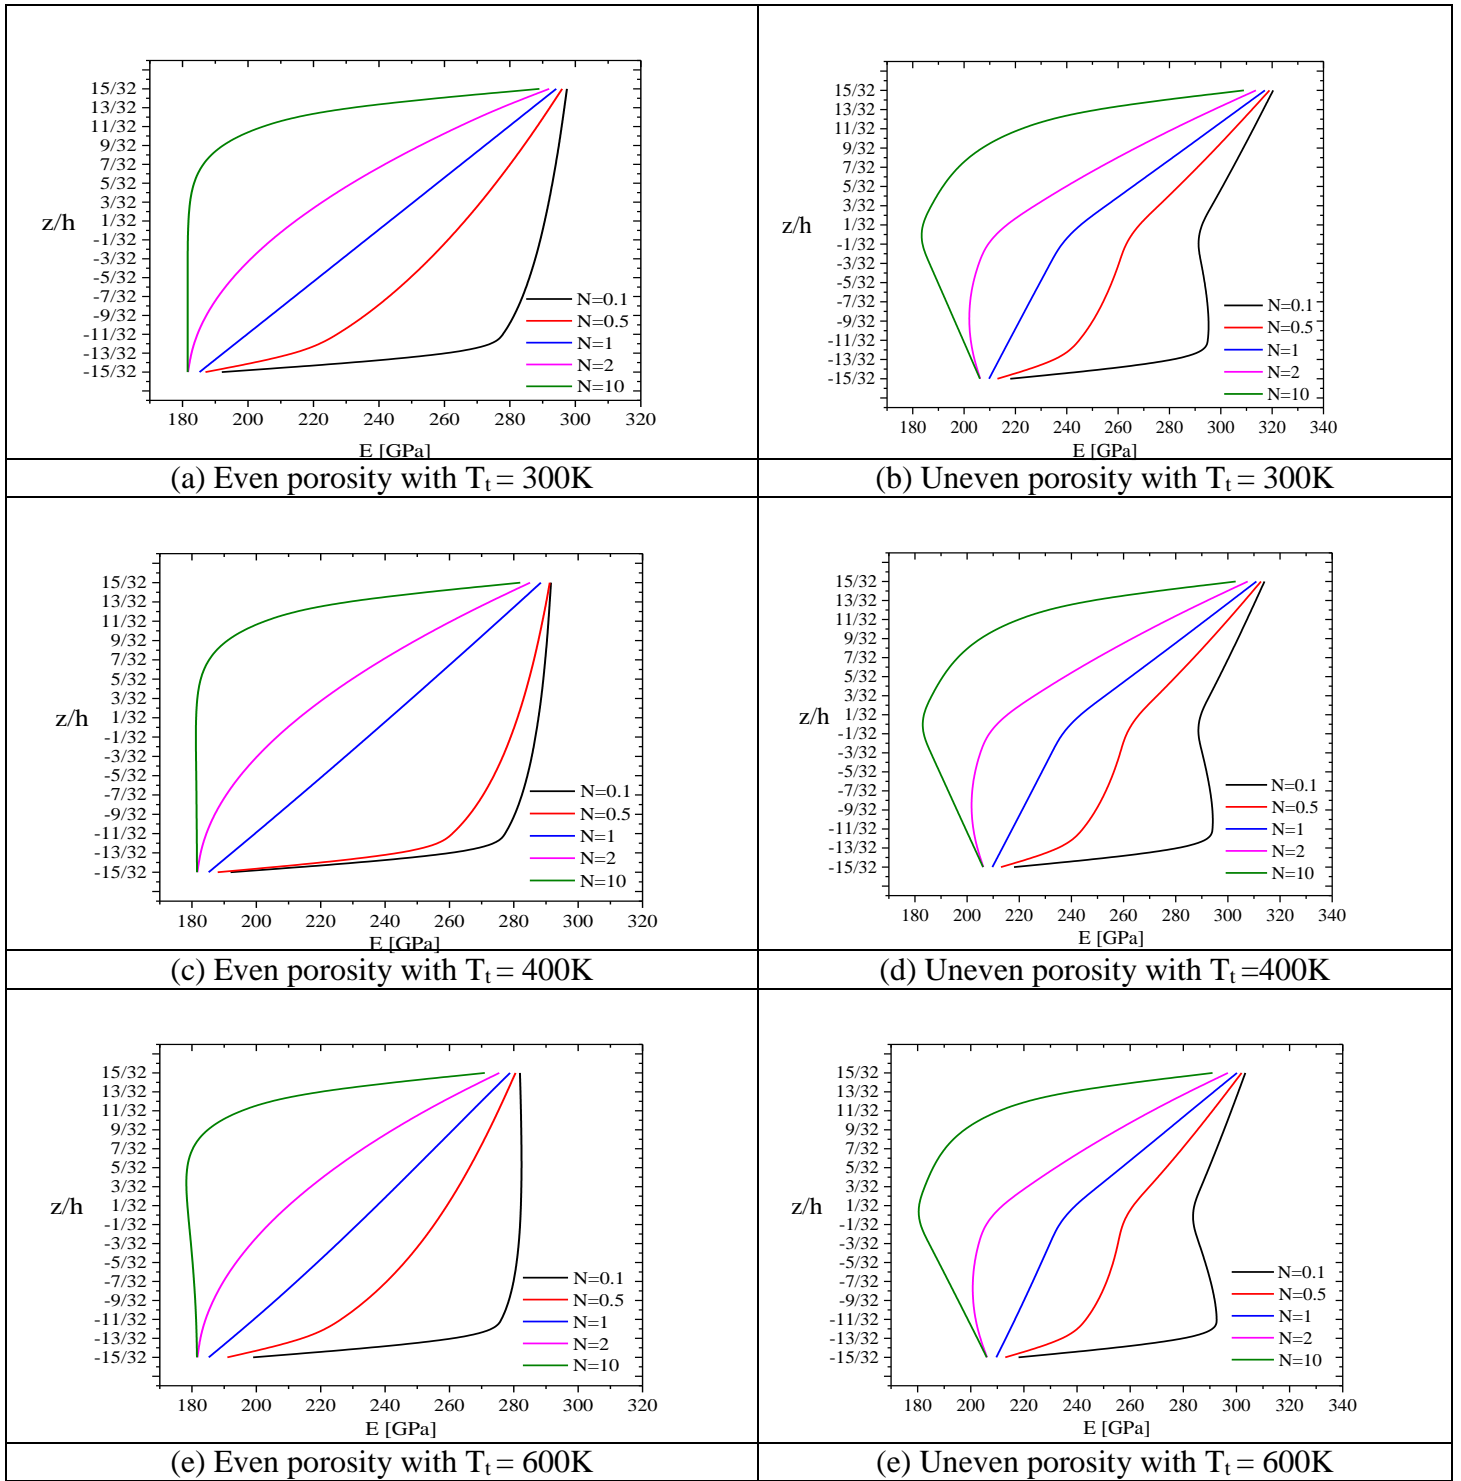 15/32
13/32
11/32
9/32
7/32
5/32
3/32
1/32
-1/32
-3/32
-5/32
-7/32
-9/32
-11/32
-13/32
-15/32
z/h
N=0.1
N=0.5
N=1
N=2
N=10
180 200 220 240 260 280 300 320
E [GPa]
(a) Even porosity with Tt = 300K
15/32
13/32
11/32
9/32
7/32
5/32
3/32
1/32
-1/32
-3/32
-5/32
-7/32
-9/32
-11/32
-13/32
-15/32
z/h
N=0.1
N=0.5
N=1
N=2
N=10
180 200 220 240 260 280 300 320 340
E [GPa]
(b) Uneven porosity with Tt = 300K
15/32
13/32
11/32
9/32
7/32
5/32
3/32
1/32
-1/32
-3/32
-5/32
-7/32
-9/32
-11/32
-13/32
-15/32
z/h
N=0.1
N=0.5
N=1
N=2
N=10
180 200 220 240 260 280 300 320
E [GPa]
(c) Even porosity with Tt = 400K
15/32
13/32
11/32
9/32
7/32
5/32
3/32
1/32
-1/32
-3/32
-5/32
-7/32
-9/32
-11/32
-13/32
-15/32
z/h
N=0.1
N=0.5
N=1
N=2
N=10
180 200 220 240 260 280 300 320 340
E [GPa]
(d) Uneven porosity with Tt =400K
15/32
13/32
11/32
9/32
7/32
5/32
3/32
1/32
-1/32
-3/32
-5/32
-7/32
-9/32
-11/32
-13/32
-15/32
z/h
N=0.1
N=0.5
N=1
N=2
N=10
180 200 220 240 260 280 300 320
E [GPa]
(e) Even porosity with Tt = 600K
15/32
13/32
11/32
9/32
7/32
5/32
3/32
1/32
-1/32
-3/32
-5/32
-7/32
-9/32
-11/32
-13/32
-15/32
z/h
N=0.1
N=0.5
N=1
N=2
N=10
180 200 220 240 260 280 300 320 340
E [GPa]
(e) Uneven porosity with Tt = 600K